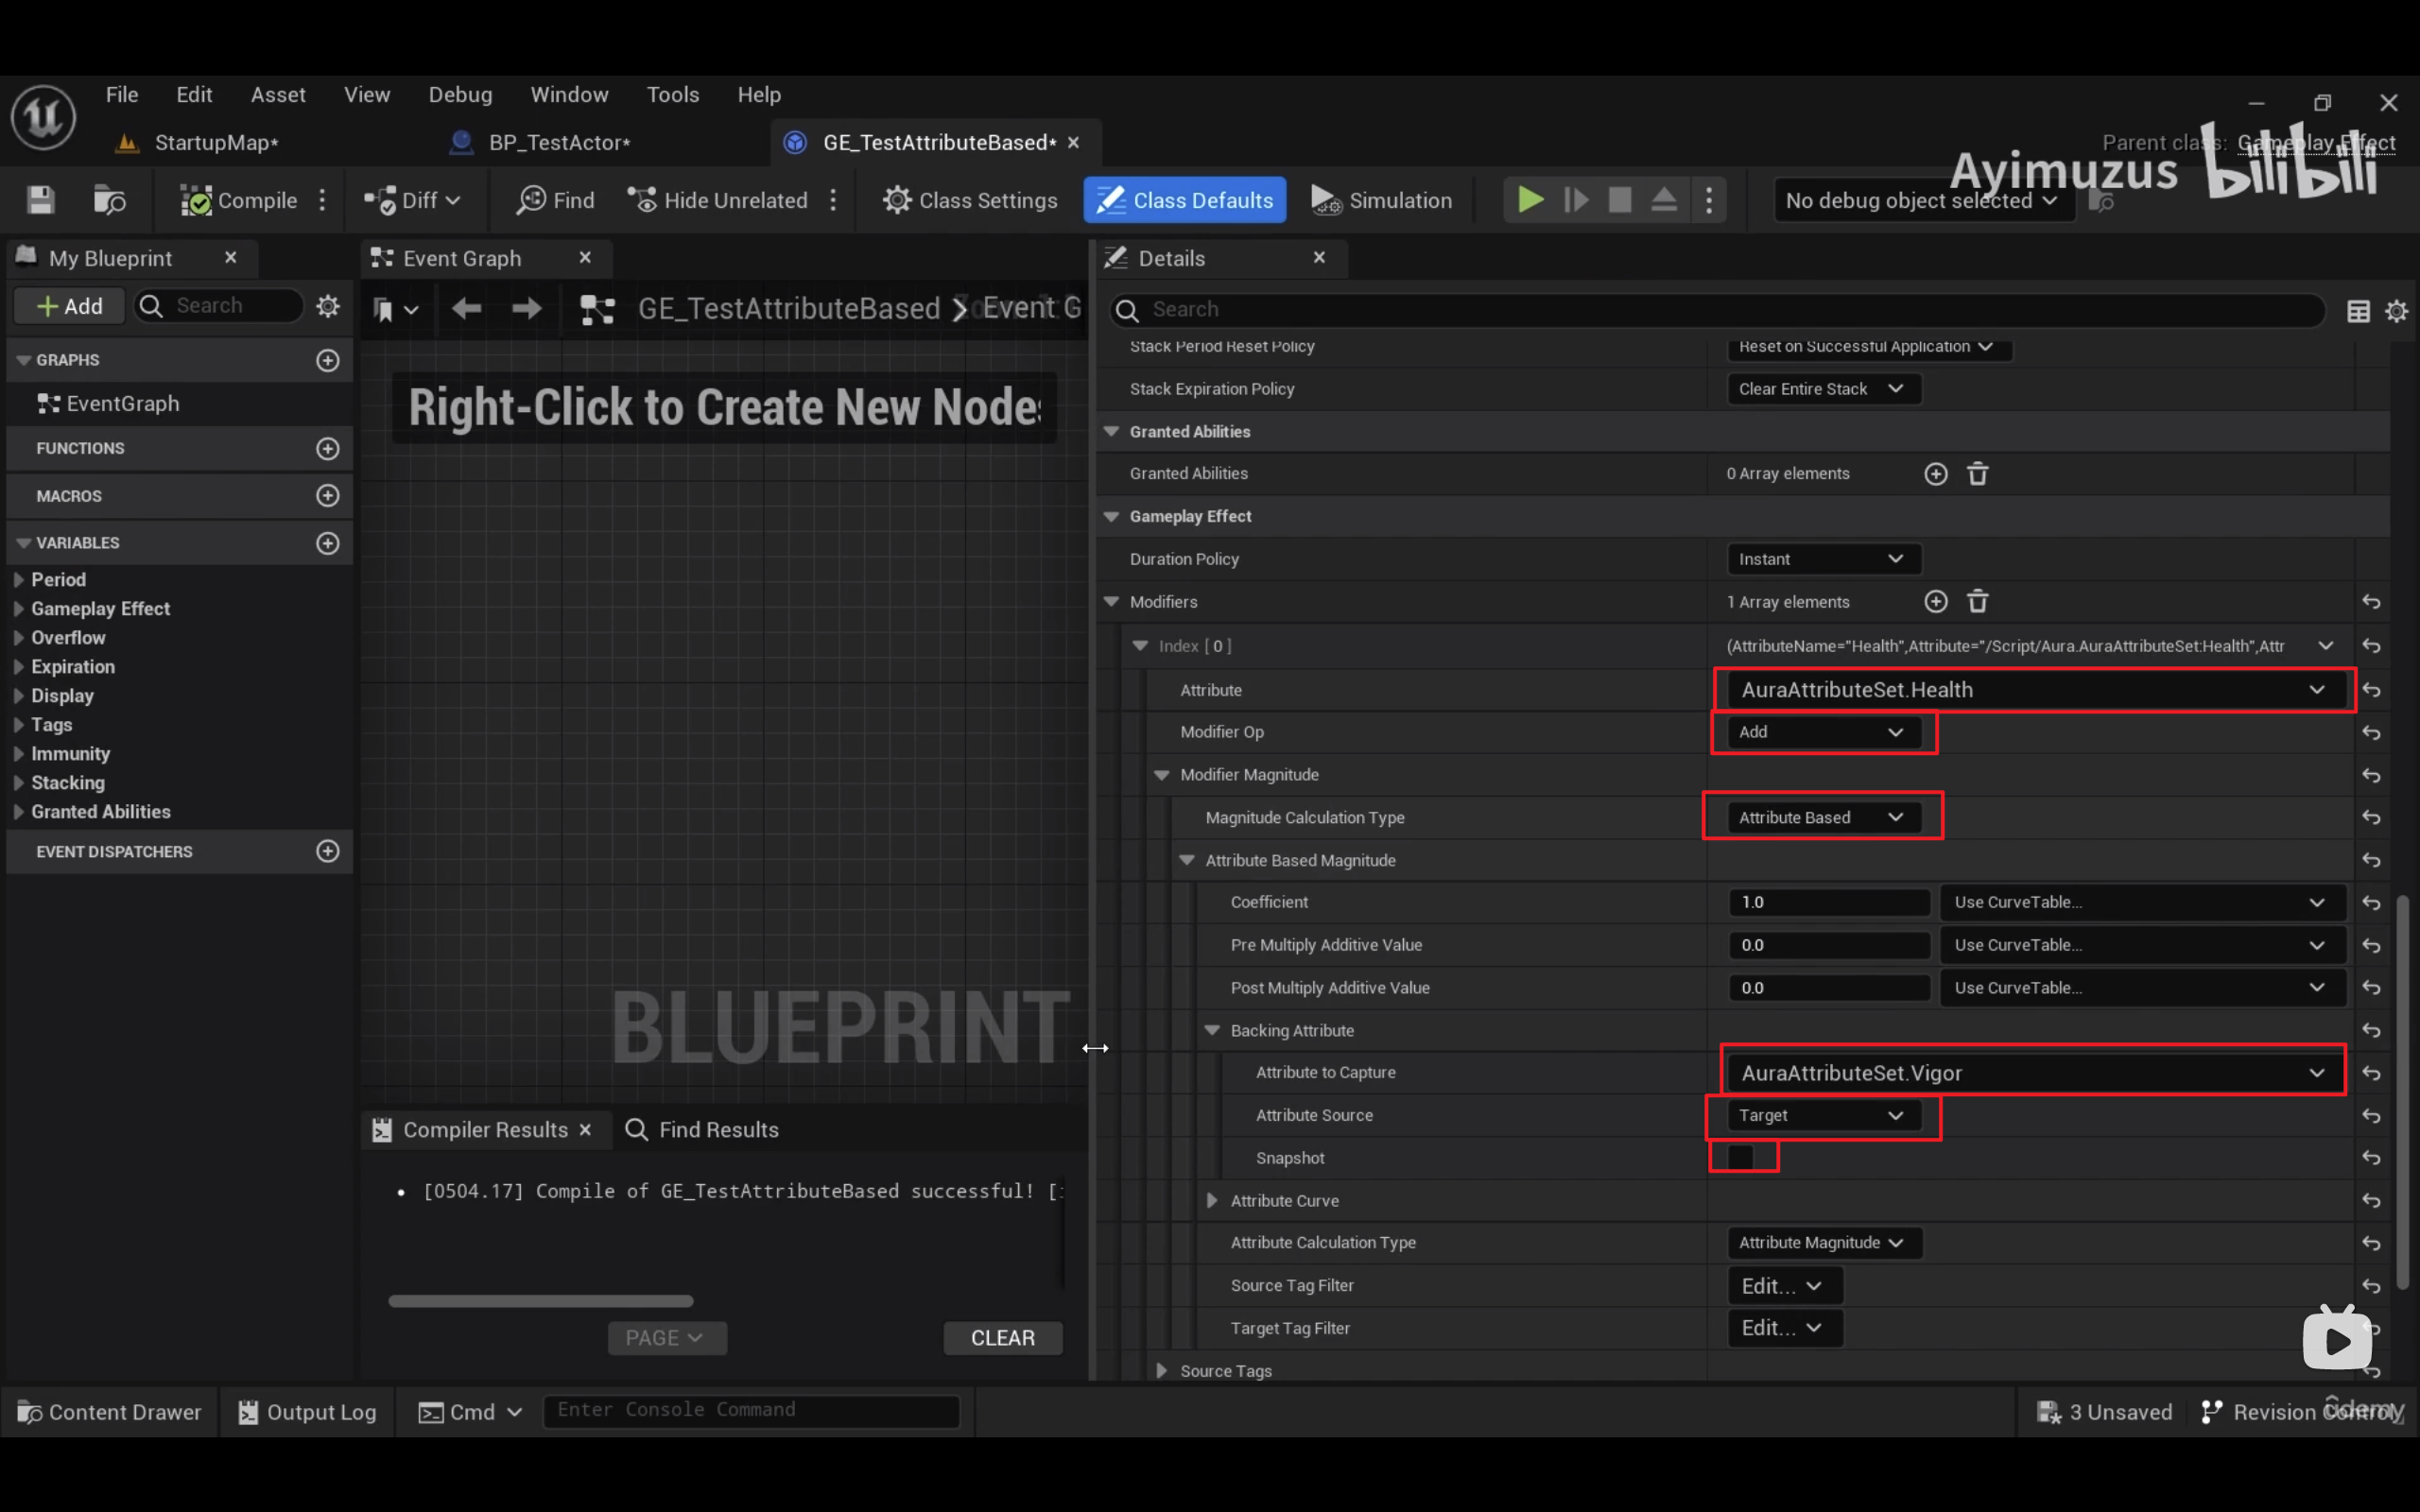 File Edit Asset View Debug Window Tools Help
StartupMap* BP_TestActor* GE_TestAttributeBased*
Parent class: Gameplay Effect
Ayimuzus bilibili
Compile Diff Find Hide Unrelated Class Settings Class Defaults Simulation No debug object selected
My Blueprint
Add Search
GRAPHS
EventGraph
FUNCTIONS
MACROS
VARIABLES
Period
Gameplay Effect
Overflow
Expiration
Display
Tags
Immunity
Stacking
Granted Abilities
EVENT DISPATCHERS
Event Graph
GE_TestAttributeBased Event G
Right-Click to Create New Nodes
BLUEPRINT
Compiler Results Find Results
• [0504.17] Compile of GE_TestAttributeBased successful! [
PAGE CLEAR
Details
Search
Stack Period Reset Policy Reset on Successful Application
Stack Expiration Policy Clear Entire Stack
Granted Abilities
Granted Abilities 0 Array elements
Gameplay Effect
Duration Policy Instant
Modifiers 1 Array elements
Index [ 0 ] (AttributeName="Health",Attribute="/Script/Aura.AuraAttributeSet:Health",Attr
Attribute AuraAttributeSet.Health
Modifier Op Add
Modifier Magnitude
Magnitude Calculation Type Attribute Based
Attribute Based Magnitude
Coefficient 1.0 Use CurveTable...
Pre Multiply Additive Value 0.0 Use CurveTable...
Post Multiply Additive Value 0.0 Use CurveTable...
Backing Attribute
Attribute to Capture AuraAttributeSet.Vigor
Attribute Source Target
Snapshot
Attribute Curve
Attribute Calculation Type Attribute Magnitude
Source Tag Filter Edit...
Target Tag Filter Edit...
Source Tags
Content Drawer Output Log Cmd Enter Console Command 3 Unsaved Revision Control
udemy